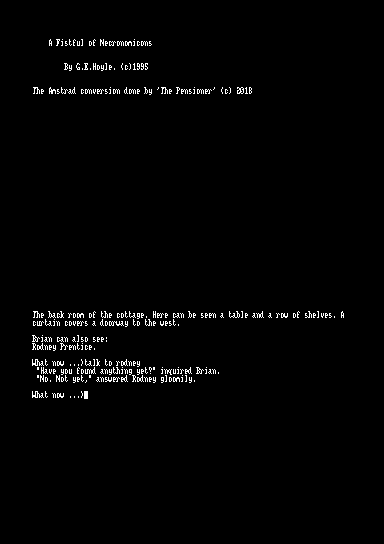 A Fistful of Necronomicons
By G.E.Hoyle. (c)1995
The Amstrad conversion done by 'The Pensioner' (c) 2018
The back room of the cottage. Here can be seen a table and a row of shelves. A
curtain covers a doorway to the west.
Brian can also see:
Rodney Prentice.
What now ...)talk to rodney
"Have you found anything yet?" inquired Brian.
"No. Not yet," answered Rodney gloomily.
What now ...)